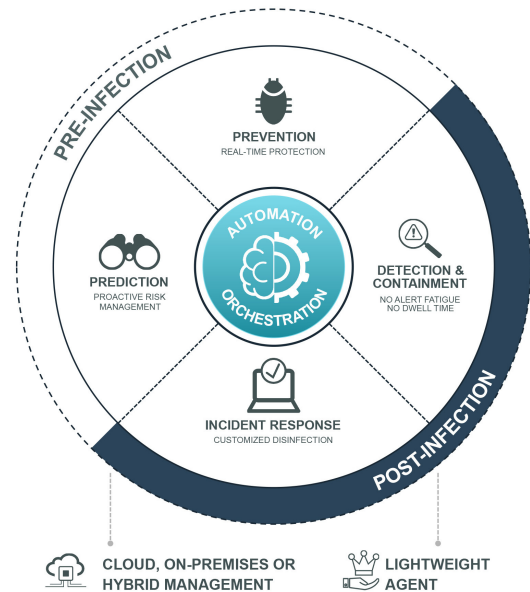 PRE-INFECTION
PREVENTION
REAL-TIME PROTECTION
AUTOMATION
ORCHESTRATION
PREDICTION
PROACTIVE RISK
MANAGEMENT
DETECTION &
CONTAINMENT
NO ALERT FATIGUE
NO DWELL TIME
INCIDENT RESPONSE
CUSTOMIZED DISINFECTION
POST-INFECTION
CLOUD, ON-PREMISES OR
HYBRID MANAGEMENT
LIGHTWEIGHT
AGENT